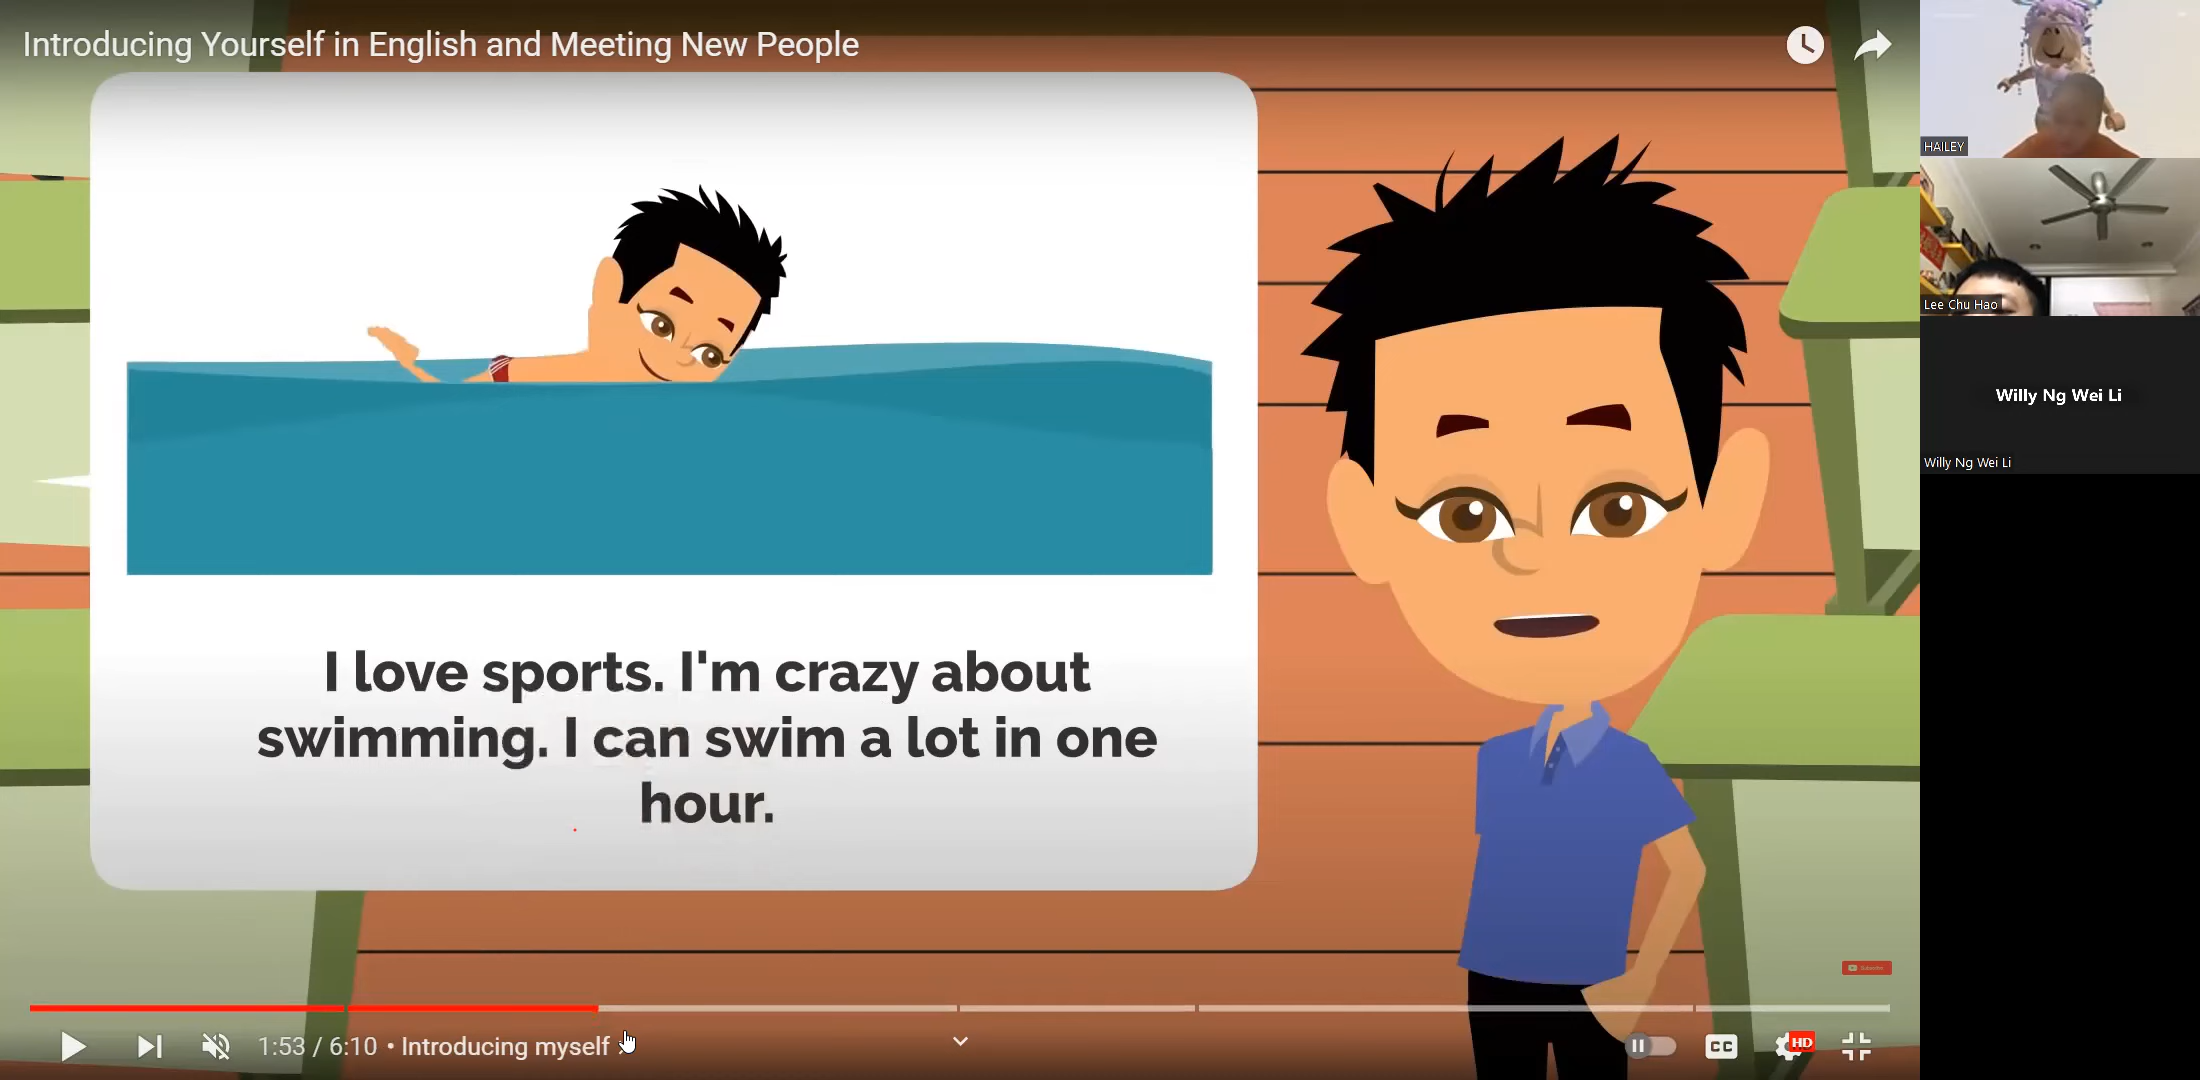 Introducing Yourself in English and Meeting New People
HAILEY
Lee Chu Hao
Willy Ng Wei Li
Willy Ng Wei Li
I love sports. I'm crazy about
swimming. I can swim a lot in one
hour.
1:53 / 6:10 • Introducing myself
CC
HD